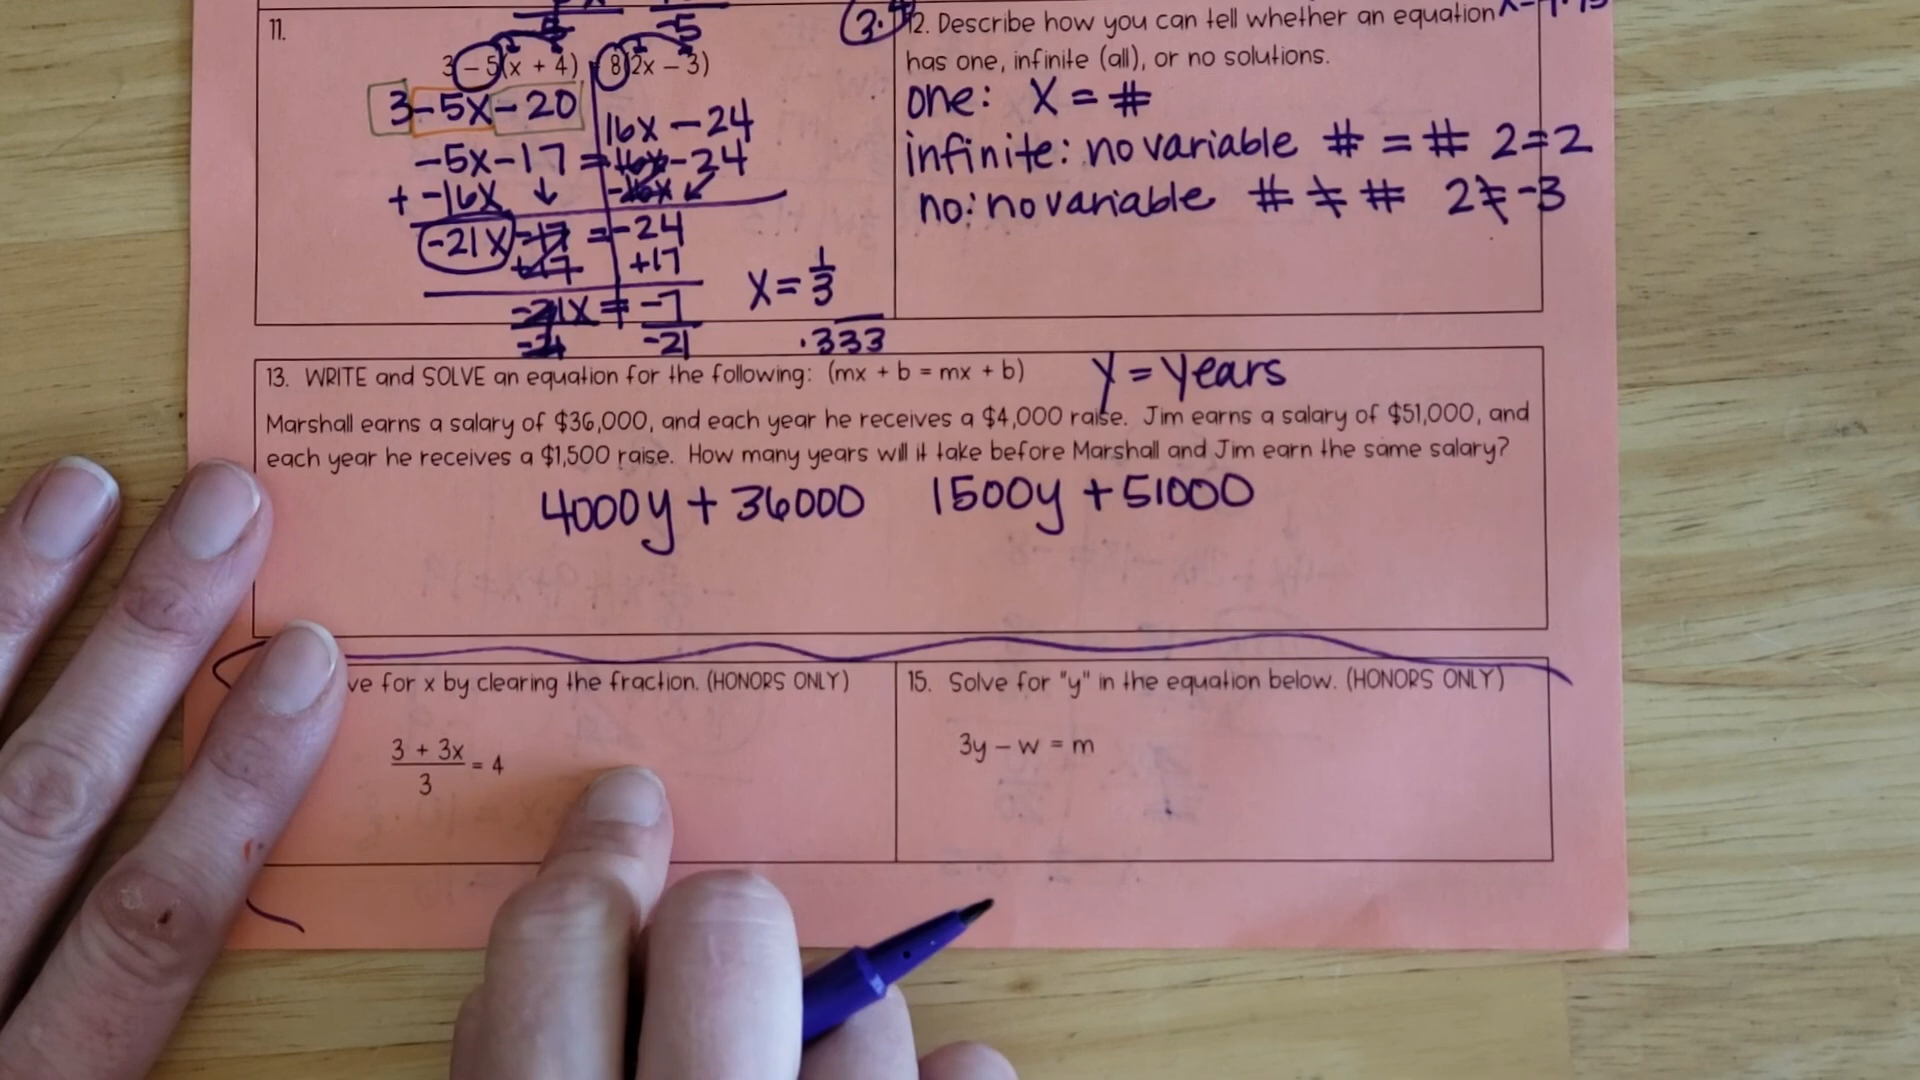 11.
-5
3 - 5(x + 4) 8(2x - 3)
3-5x-20
16x -24
-5x-17 = 16x-24
+ -16x ↓ -16x ↙
-21x -17 = -24
+17 +17
-21x = -7
-21 -21
x = 1/3
.333
12. Describe how you can tell whether an equation
has one, infinite (all), or no solutions.
one: X = #
infinite: no variable # = # 2=2
no: no variable # ≠ # 2≠-3
13. WRITE and SOLVE an equation for the following: (mx + b = mx + b)
y = years
Marshall earns a salary of $36,000, and each year he receives a $4,000 raise. Jim earns a salary of $51,000, and
each year he receives a $1,500 raise. How many years will it take before Marshall and Jim earn the same salary?
4000y + 36000 1500y + 51000
ve for x by clearing the fraction. (HONORS ONLY)
3 + 3x
= 4
3
15. Solve for "y" in the equation below. (HONORS ONLY)
3y - w = m